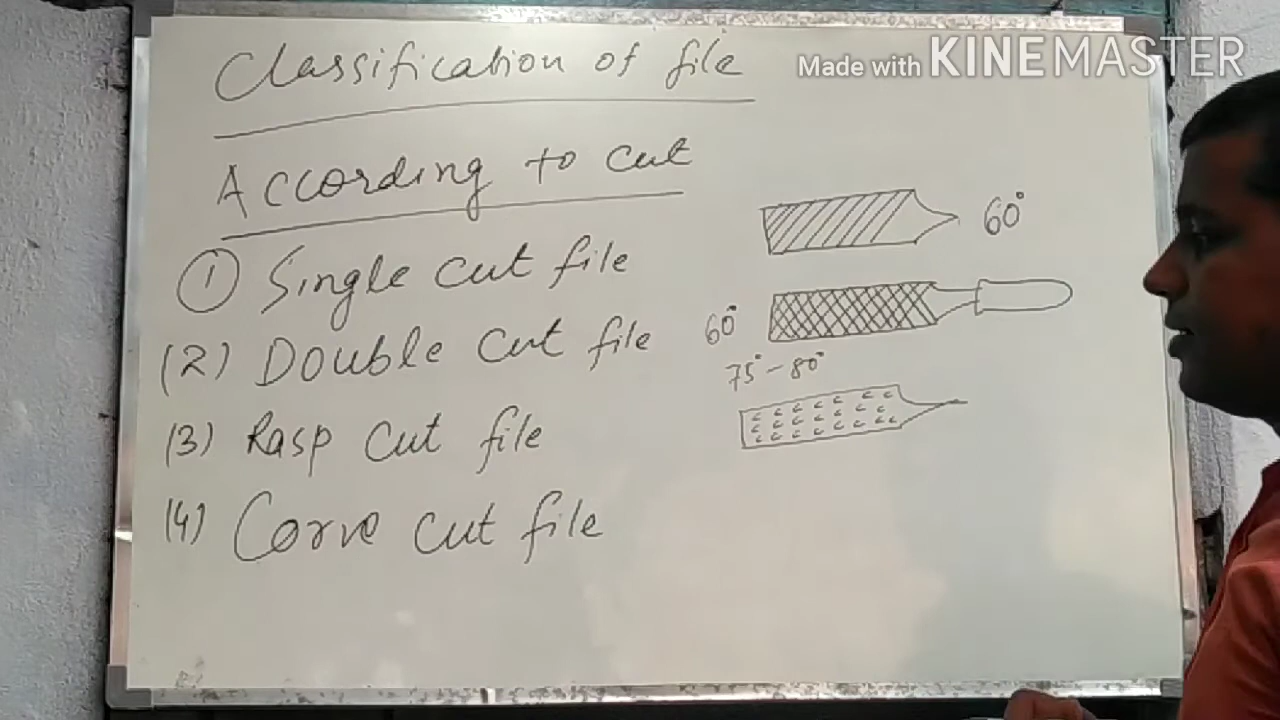 Classification of file
Made with KINEMASTER
According to cut
① Single cut file
60°
(2) Double cut file
60°
75° - 80°
(3) Rasp cut file
(4) Corve cut file